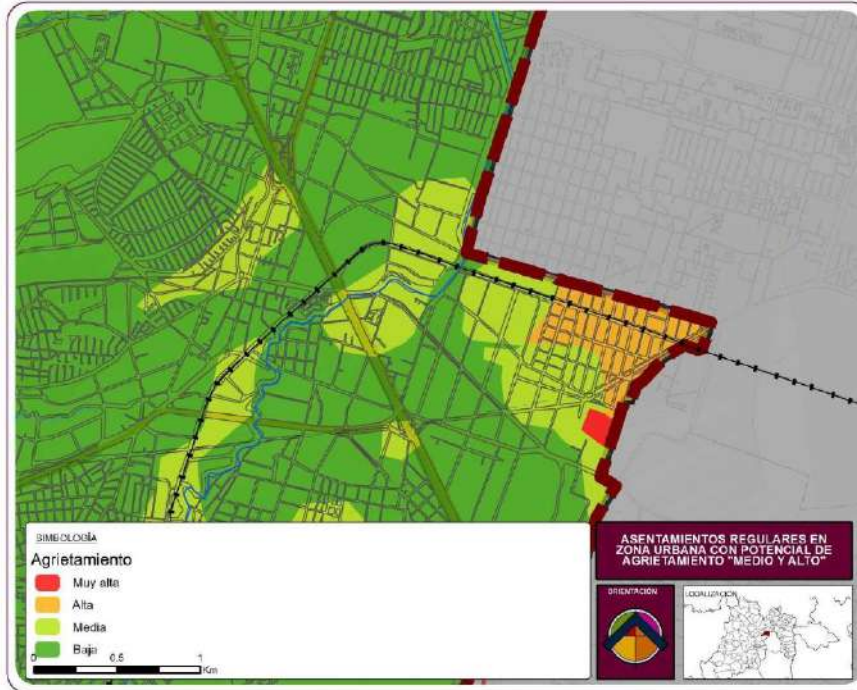 SIMBOLOGÍA
Agrietamiento
Muy alta
Alta
Media
Baja
0 0.5 1
Km
ASENTAMIENTOS REGULARES EN
ZONA URBANA CON POTENCIAL DE
AGRIETAMIENTO "MEDIO Y ALTO"
ORIENTACIÓN
LOCALIZACIÓN